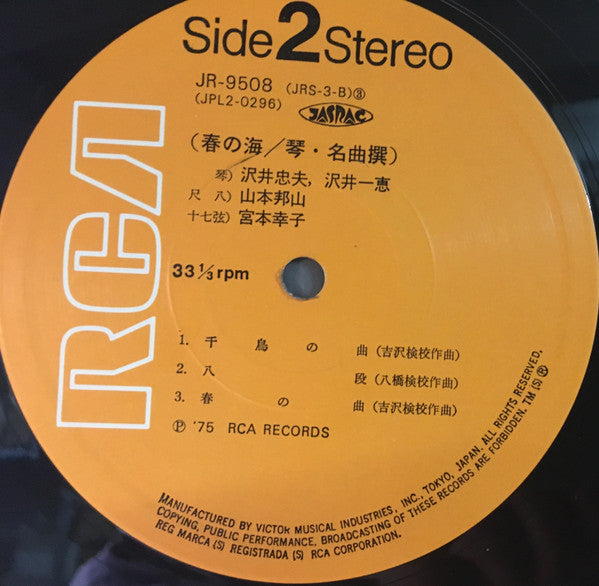 Side 2 Stereo
JR-9508 (JRS-3-B)③
(JPL2-0296) JASRAC
(春の海/琴・名曲撰)
琴)沢井忠夫, 沢井一恵
尺八)山本邦山
十七弦)宮本幸子
RCA
33 1/3 rpm
1. 千鳥の曲(吉沢検校作曲)
2. 八段(八橋検校作曲)
3. 春の曲(吉沢検校作曲)
Ⓟ '75 RCA RECORDS
MANUFACTURED BY VICTOR MUSICAL INDUSTRIES, INC., TOKYO, JAPAN. ALL RIGHTS RESERVED.
COPYING, PUBLIC PERFORMANCE, BROADCASTING OF THESE RECORDS ARE FORBIDDEN. TM(S) ®
REG MARCA (S) REGISTRADA (S) RCA CORPORATION.